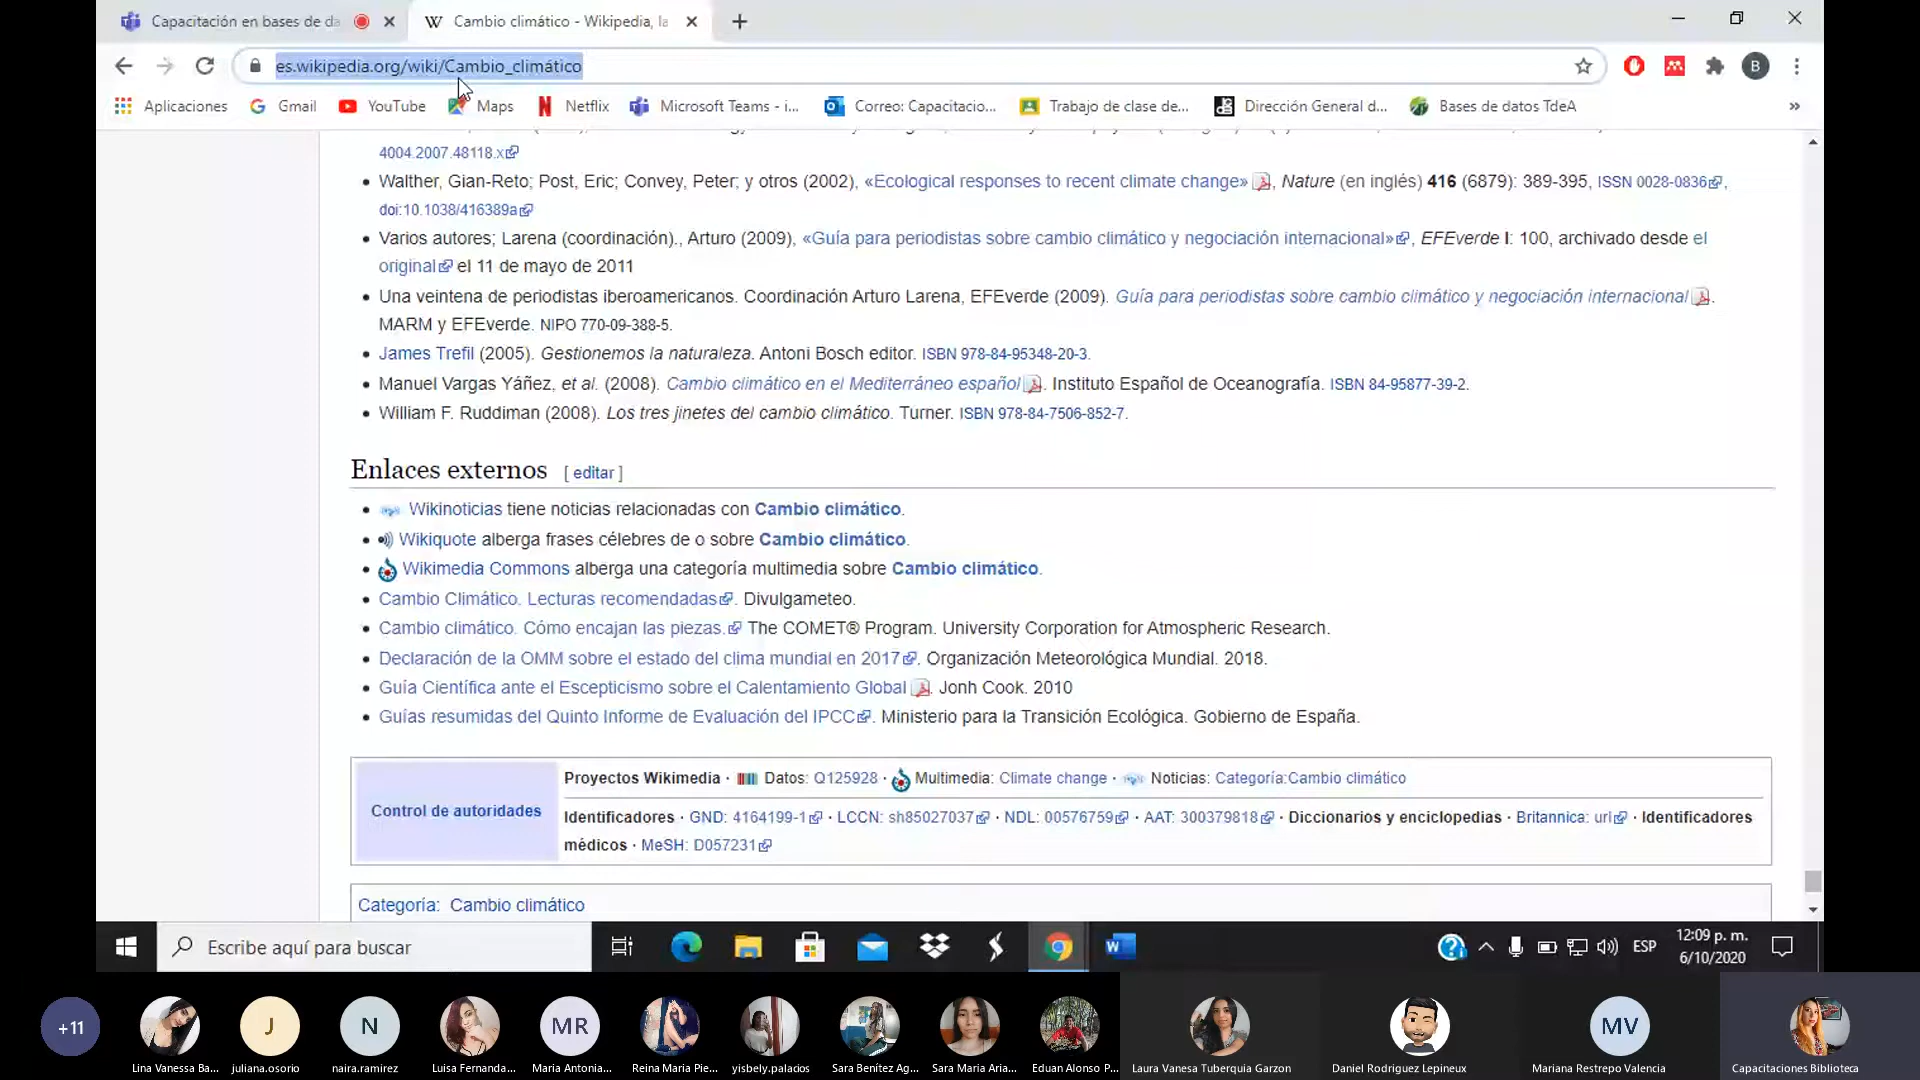 Capacitación en bases de da
Cambio climático - Wikipedia, la
es.wikipedia.org/wiki/Cambio_climático
B
Aplicaciones
Gmail
YouTube
Maps
Netflix
Microsoft Teams - i...
Correo: Capacitacio...
Trabajo de clase de...
Dirección General d...
Bases de datos TdeA
»
4004.2007.48118.x
• Walther, Gian-Reto; Post, Eric; Convey, Peter; y otros (2002), «Ecological responses to recent climate change», Nature (en inglés) 416 (6879): 389-395, ISSN 0028-0836,
doi:10.1038/416389a
• Varios autores; Larena (coordinación)., Arturo (2009), «Guía para periodistas sobre cambio climático y negociación internacional», EFEverde I: 100, archivado desde el
original el 11 de mayo de 2011
• Una veintena de periodistas iberoamericanos. Coordinación Arturo Larena, EFEverde (2009). Guía para periodistas sobre cambio climático y negociación internacional.
MARM y EFEverde. NIPO 770-09-388-5.
• James Trefil (2005). Gestionemos la naturaleza. Antoni Bosch editor. ISBN 978-84-95348-20-3.
• Manuel Vargas Yáñez, et al. (2008). Cambio climático en el Mediterráneo español. Instituto Español de Oceanografía. ISBN 84-95877-39-2.
• William F. Ruddiman (2008). Los tres jinetes del cambio climático. Turner. ISBN 978-84-7506-852-7.
Enlaces externos [ editar ]
• Wikinoticias tiene noticias relacionadas con Cambio climático.
• Wikiquote alberga frases célebres de o sobre Cambio climático.
• Wikimedia Commons alberga una categoría multimedia sobre Cambio climático.
• Cambio Climático. Lecturas recomendadas. Divulgameteo.
• Cambio climático. Cómo encajan las piezas. The COMET® Program. University Corporation for Atmospheric Research.
• Declaración de la OMM sobre el estado del clima mundial en 2017. Organización Meteorológica Mundial. 2018.
• Guía Científica ante el Escepticismo sobre el Calentamiento Global. Jonh Cook. 2010
• Guías resumidas del Quinto Informe de Evaluación del IPCC. Ministerio para la Transición Ecológica. Gobierno de España.
Control de autoridades
Proyectos Wikimedia · Datos: Q125928 · Multimedia: Climate change · Noticias: Categoría:Cambio climático
Identificadores · GND: 4164199-1 · LCCN: sh85027037 · NDL: 00576759 · AAT: 300379818 · Diccionarios y enciclopedias · Britannica: url · Identificadores
médicos · MeSH: D057231
Categoría: Cambio climático
Escribe aquí para buscar
ESP
12:09 p. m.
6/10/2020
+11
J
N
MR
MV
Lina Vanessa Ba...
juliana.osorio
naira.ramirez
Luisa Fernanda...
Maria Antonia...
Reina Maria Pie...
yisbely.palacios
Sara Benítez Ag...
Sara Maria Aria...
Eduan Alonso P...
Laura Vanesa Tuberquia Garzon
Daniel Rodriguez Lepineux
Mariana Restrepo Valencia
Capacitaciones Biblioteca